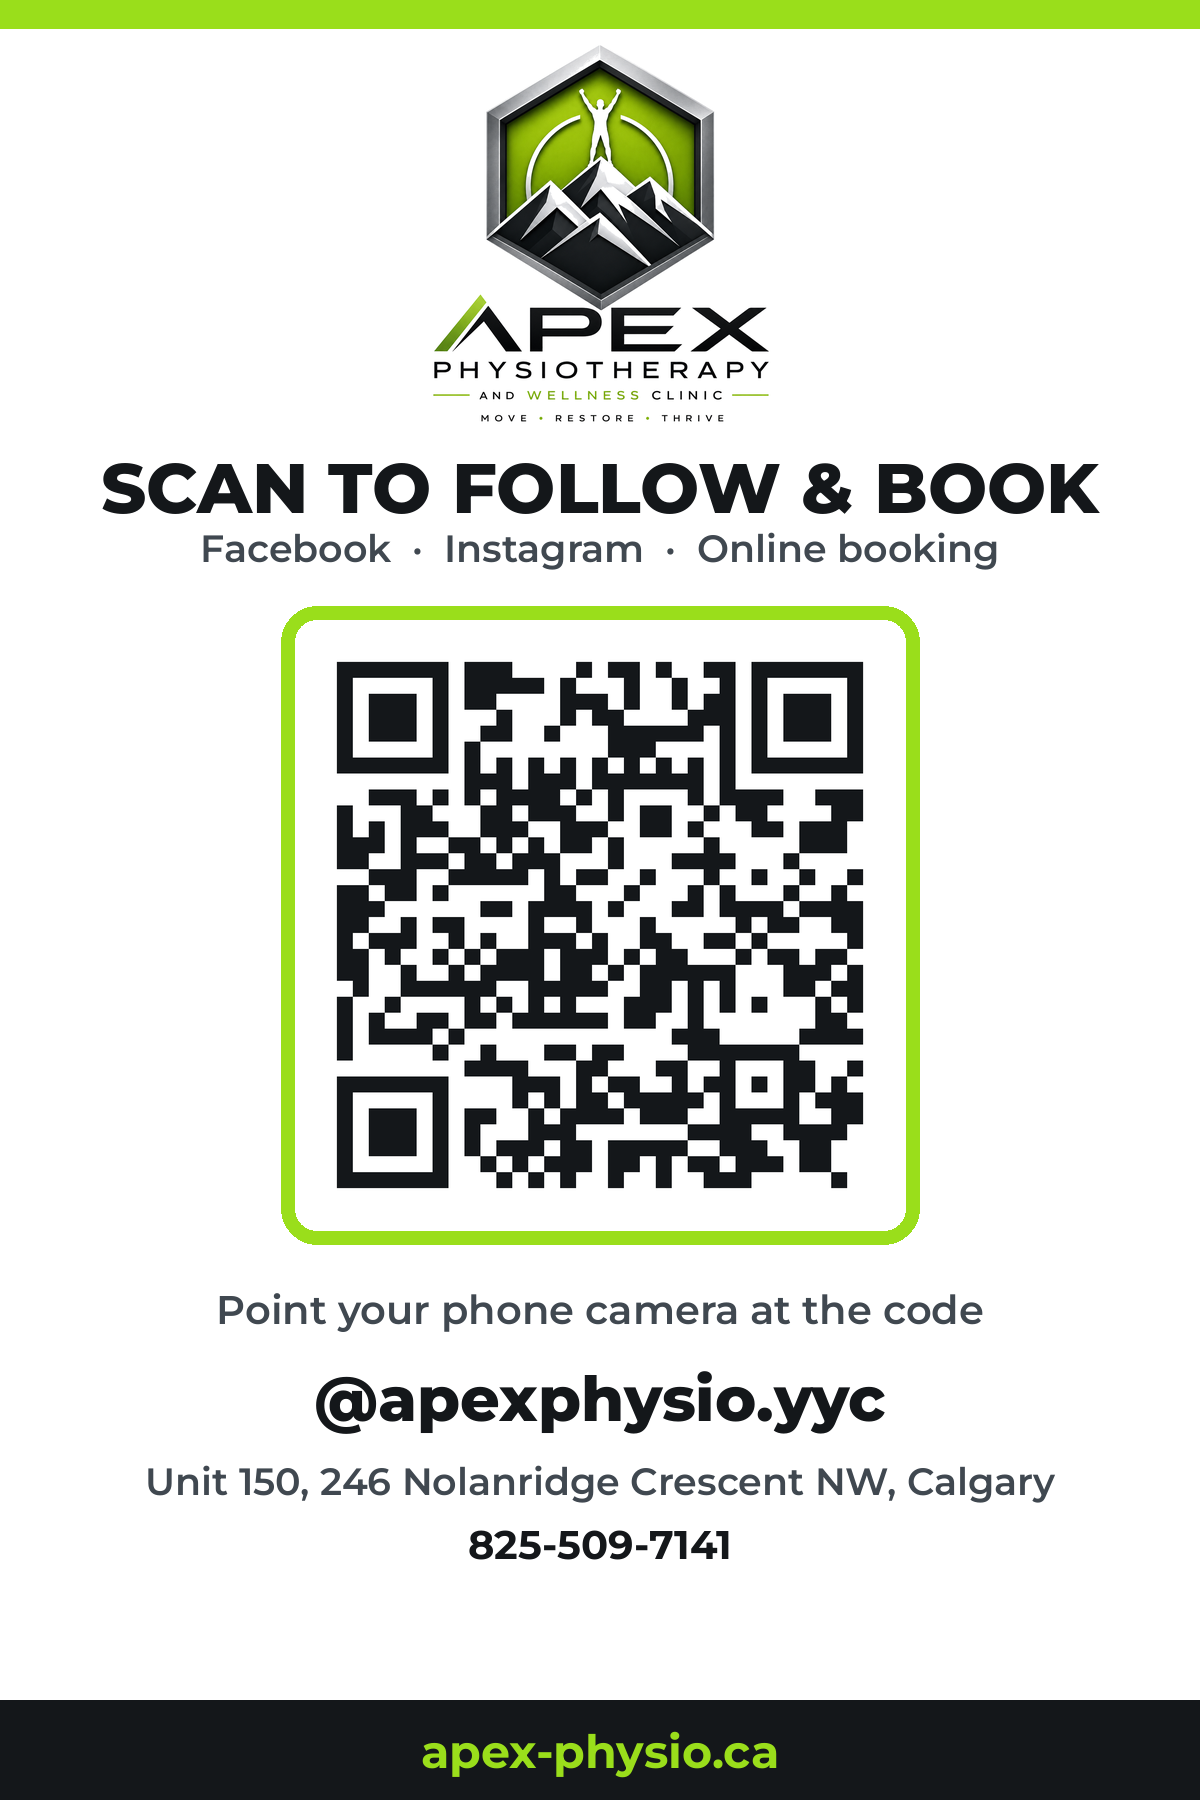 APEX
PHYSIOTHERAPY
AND WELLNESS CLINIC
MOVE • RESTORE • THRIVE
SCAN TO FOLLOW & BOOK
Facebook · Instagram · Online booking
Point your phone camera at the code
@apexphysio.yyc
Unit 150, 246 Nolanridge Crescent NW, Calgary
825-509-7141
apex-physio.ca